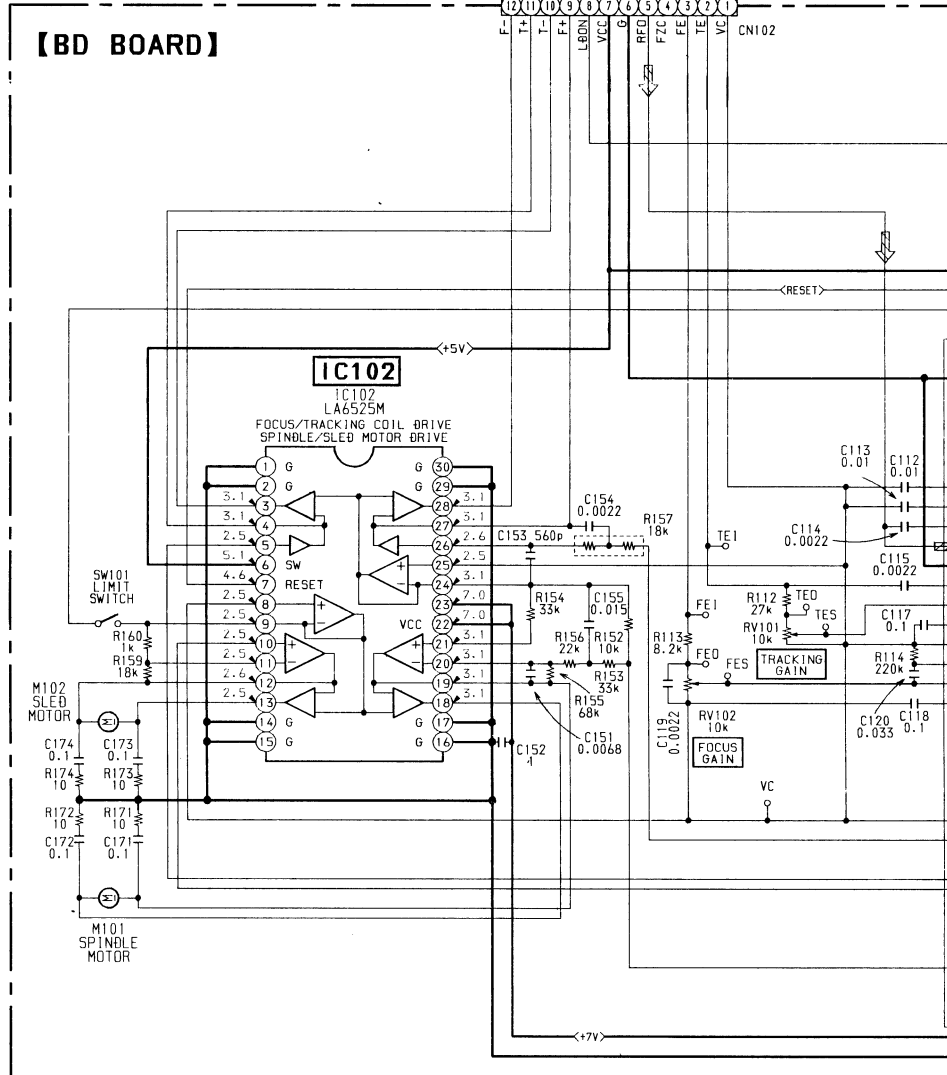 12 11 10 9 8 7 6 5 4 3 2 1
F- T+ T- F+ LDON VCC G RFO FZC FE TE VC
CN102
【BD BOARD】
<RESET>
<+5V>
IC102
IC102
LA6525M
FOCUS/TRACKING COIL DRIVE
SPINDLE/SLED MOTOR DRIVE
1 G G 30
2 G G 29
3.1 3 28 3.1
3.1 4 27 3.1
2.5 5 26 2.6
5.1 6 SW 25 2.5
4.6 7 RESET 24 3.1
2.5 8 + - 23 7.0
2.5 9 - VCC 22 7.0
2.5 10 + 21 3.1
2.5 11 - 20 3.1
2.6 12 19 3.1
2.5 13 18 3.1
14 G G 17
15 G G 16
SW101
LIMIT
SWITCH
R160
1k
R159
18k
M102
SLED
MOTOR
C174
0.1
R174
10
C173
0.1
R173
10
R172
10
C172
0.1
R171
10
C171
0.1
M101
SPINDLE
MOTOR
C154
0.0022
R157
18k
C153 560p
R154
33k
C155
0.015
R156
22k
R152
10k
R153
33k
R155
68k
C151
0.0068
C152
.1
TEI
FEI
R113
8.2k
FEO
FES
C119
0.0022
RV102
10k
FOCUS
GAIN
VC
C113
0.01
C112
0.01
C114
0.0022
C115
0.0022
R112
27k
TEO
TES
RV101
10k
TRACKING
GAIN
C117
0.1
R114
220k
C120
0.033
C118
0.1
<+7V>